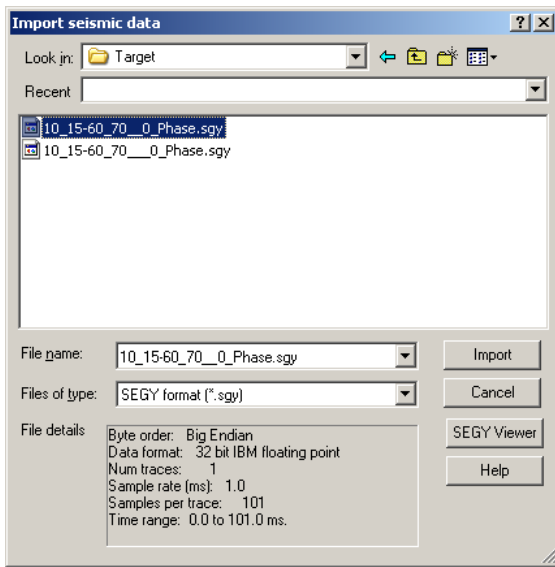 Import seismic data
Look in: Target
Recent
10_15-60_70__0_Phase.sgy
10_15-60_70___0_Phase.sgy
File name: 10_15-60_70__0_Phase.sgy Import
Files of type: SEGY format (*.sgy) Cancel
File details SEGY Viewer
Byte order: Big Endian
Data format: 32 bit IBM floating point
Num traces: 1 Help
Sample rate (ms): 1.0
Samples per trace: 101
Time range: 0.0 to 101.0 ms.